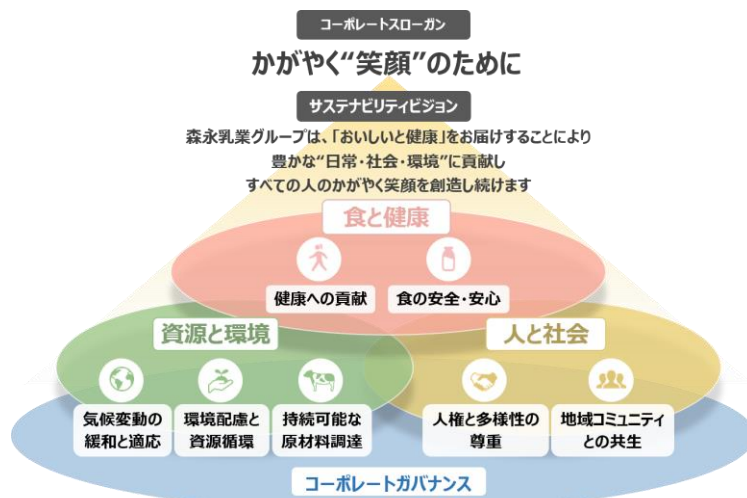 コーポレートスローガン
かがやく“笑顔”のために
サステナビリティビジョン
森永乳業グループは、「おいしいと健康」をお届けすることにより
豊かな“日常・社会・環境”に貢献し
すべての人のかがやく笑顔を創造し続けます
食と健康
健康への貢献
食の安全・安心
資源と環境
人と社会
気候変動の
緩和と適応
環境配慮と
資源循環
持続可能な
原材料調達
人権と多様性の
尊重
地域コミュニティ
との共生
コーポレートガバナンス